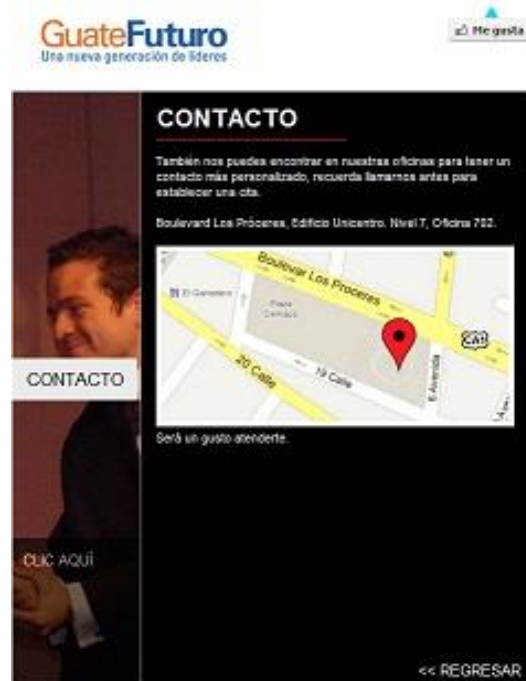 GuateFuturo
Una nueva generación de líderes
Me gusta
CONTACTO
También nos puedes encontrar en nuestras oficinas para tener un
contacto más personalizado, recuerda llamarnos antes para
establecer una cita.
Boulevard Los Próceres, Edificio Unicentro. Nivel 7, Oficina 702.
Boulevar Los Proceres
El Ganadero
Plaza
20 Calle
19 Calle
CA1
CONTACTO
Será un gusto atenderte.
CLIC AQUÍ
<< REGRESAR